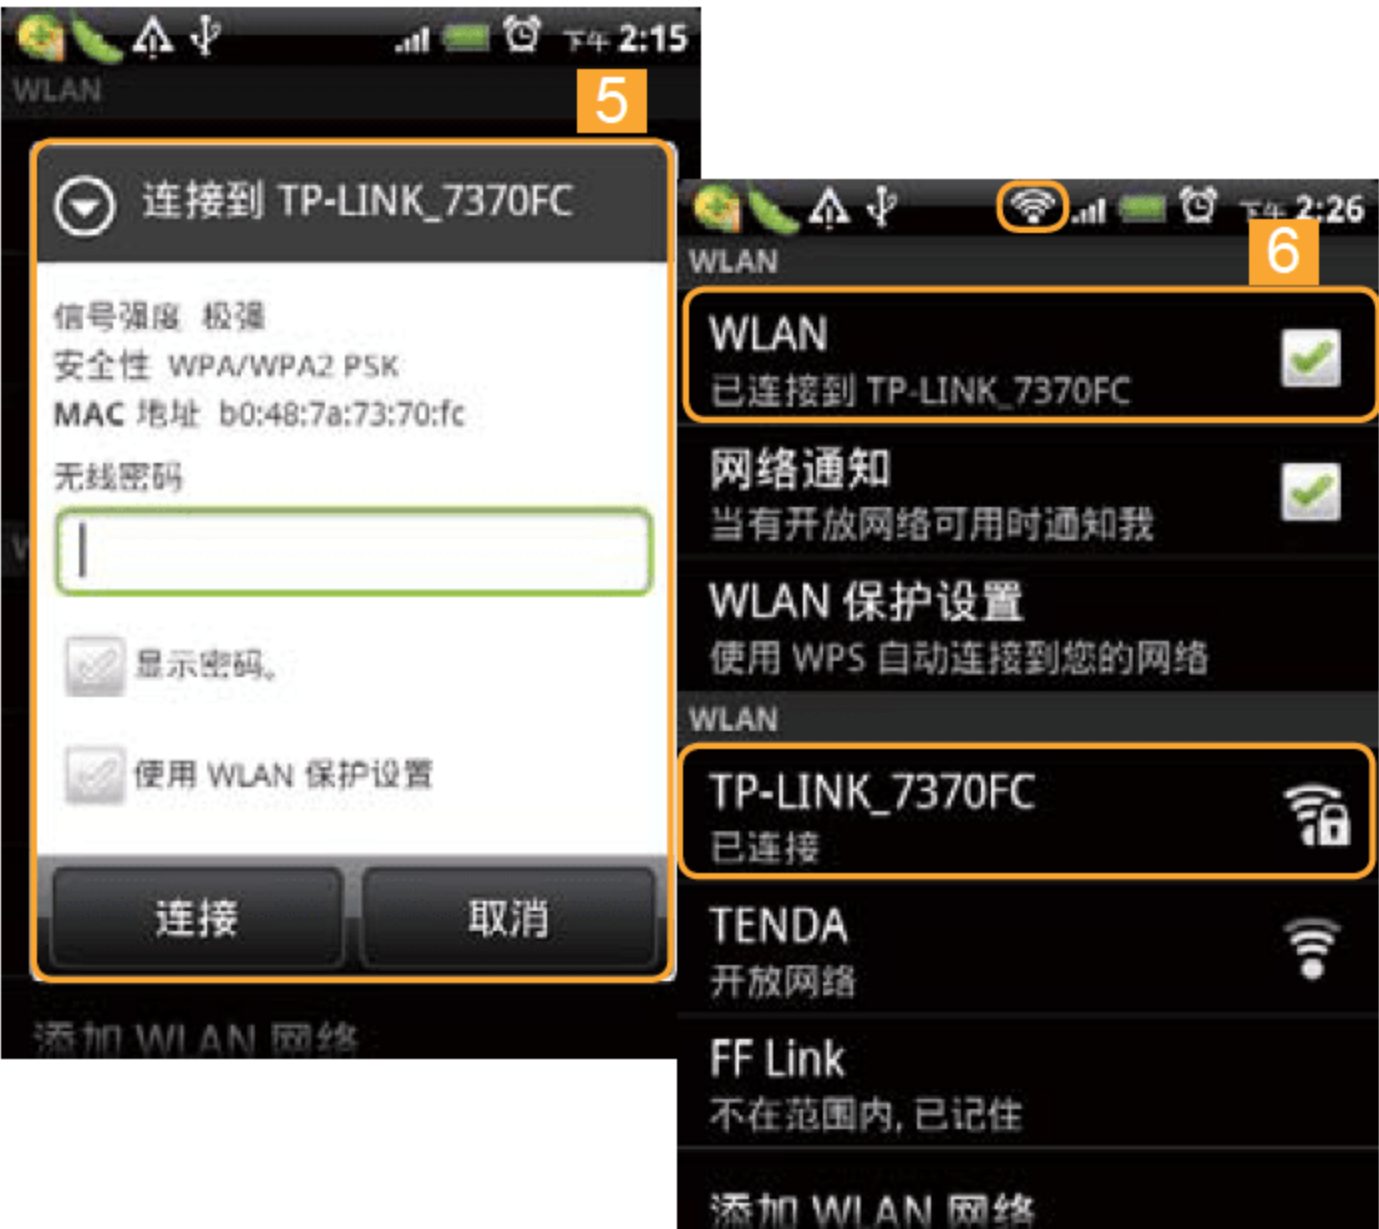 下午 2:15
WLAN
5
连接到 TP-LINK_7370FC
信号强度 极强
安全性 WPA/WPA2 PSK
MAC 地址 b0:48:7a:73:70:fc
无线密码
显示密码。
使用 WLAN 保护设置
连接 取消
添加 WLAN 网络
下午 2:26
WLAN
6
WLAN
已连接到 TP-LINK_7370FC
网络通知
当有开放网络可用时通知我
WLAN 保护设置
使用 WPS 自动连接到您的网络
WLAN
TP-LINK_7370FC
已连接
TENDA
开放网络
FF Link
不在范围内, 已记住
添加 WLAN 网络